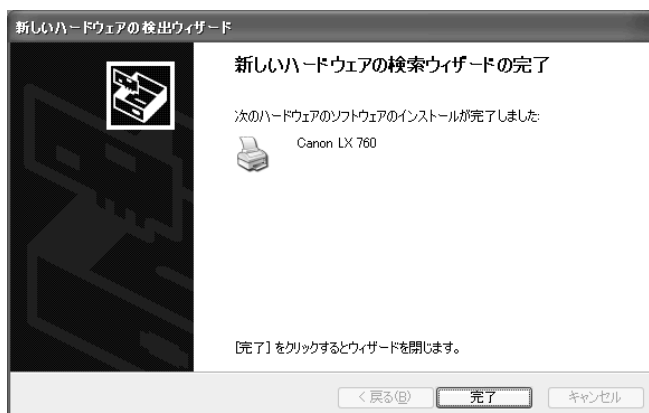 新しいハードウェアの検出ウィザード
新しいハードウェアの検索ウィザードの完了
次のハードウェアのソフトウェアのインストールが完了しました:
Canon LX 760
[完了] をクリックするとウィザードを閉じます。
< 戻る(B) 完了 キャンセル